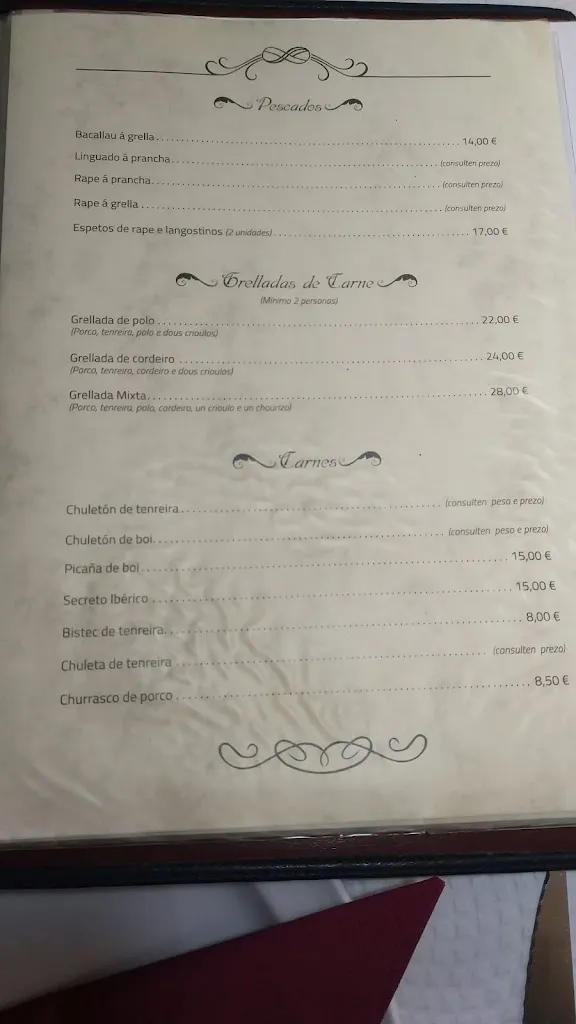 Pescados
Bacallau á grella 14,00 €
Linguado á prancha (consulten prezo)
Rape á prancha (consulten prezo)
Rape á grella (consulten prezo)
Espetos de rape e langostinos (2 unidades) 17,00 €
Grelladas de Carne
(Mínimo 2 personas)
Grellada de polo 22,00 €
(Porco, tenreira, polo e dous crioulos)
Grellada de cordeiro 24,00 €
(Porco, tenreira, cordeiro e dous crioulos)
Grellada Mixta 28,00 €
(Porco, tenreira, polo, cordeiro, un crioulo e un chourizo)
Carnes
Chuletón de tenreira (consulten peso e prezo)
Chuletón de boi (consulten peso e prezo)
Picaña de boi 15,00 €
Secreto Ibérico 15,00 €
Bistec de tenreira 8,00 €
Chuleta de tenreira (consulten prezo)
Churrasco de porco 8,50 €